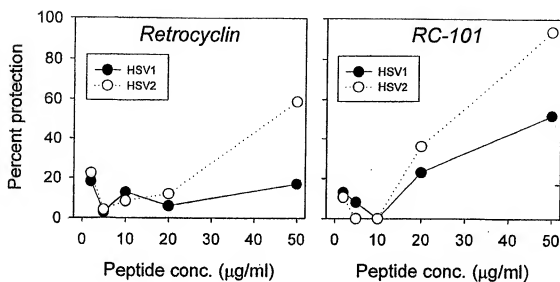 Retrocyclin
RC-101
HSV1
HSV2
HSV1
HSV2
Percent protection
100
80
60
40
20
0
0 10 20 30 40 50
0 10 20 30 40 50
Peptide conc. (µg/ml)
Peptide conc. (µg/ml)